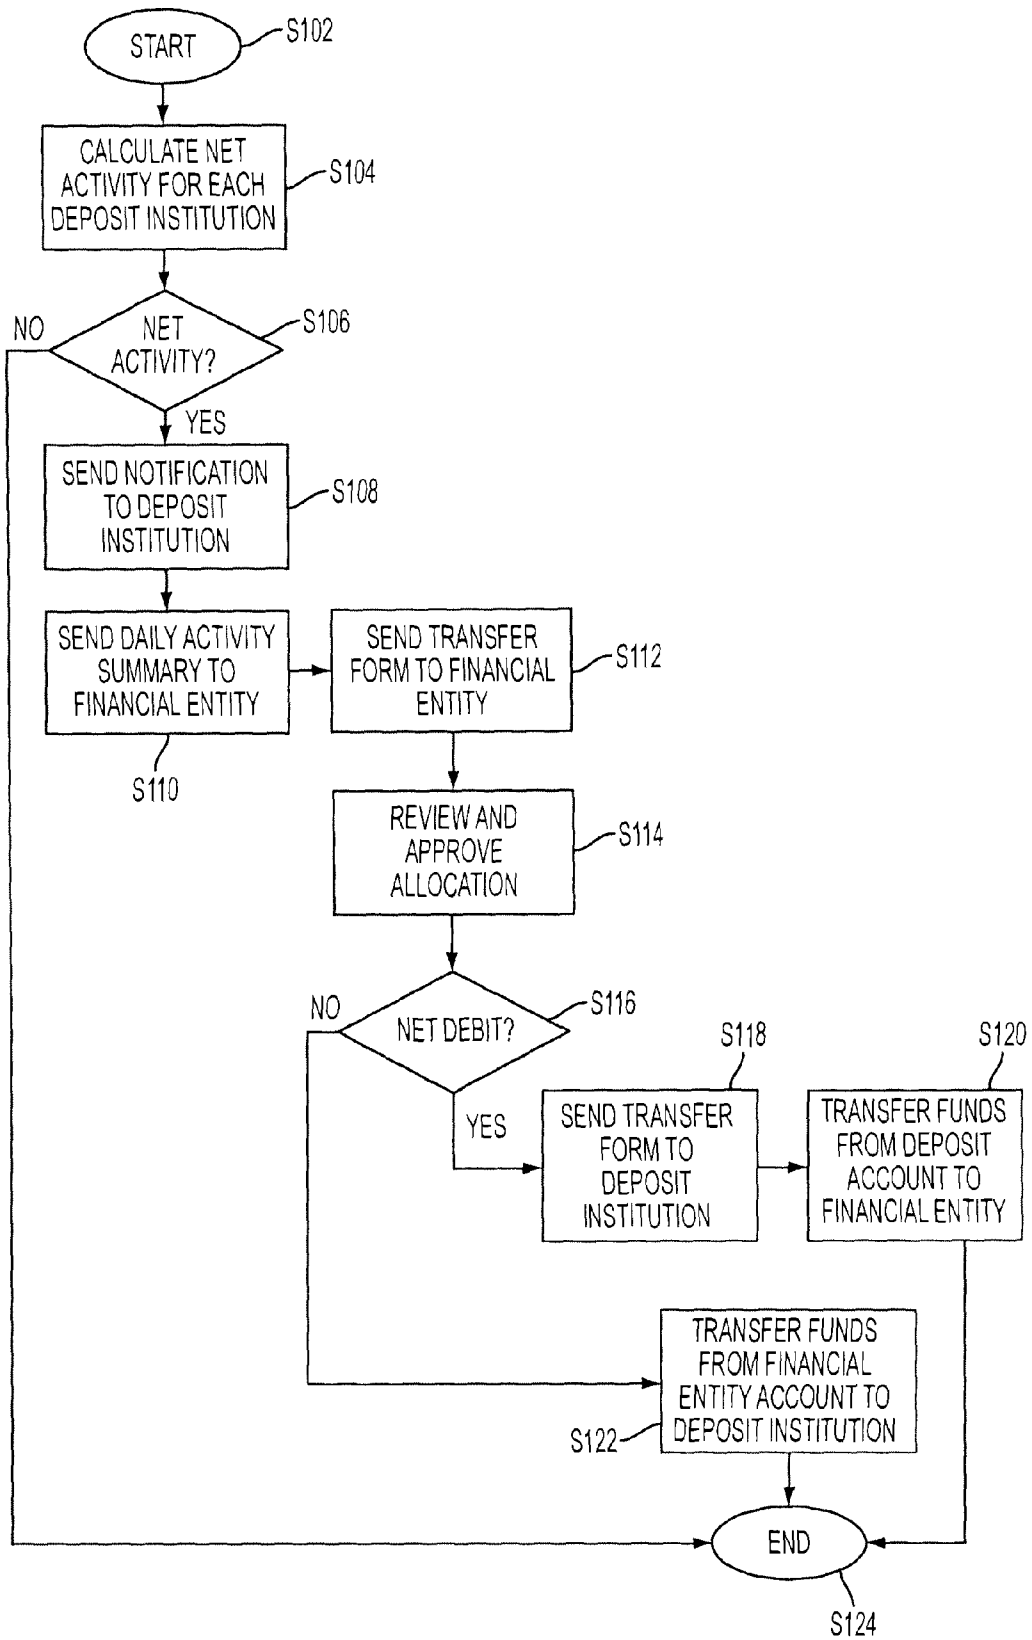 START
S102
CALCULATE NET
ACTIVITY FOR EACH
DEPOSIT INSTITUTION
S104
NET
ACTIVITY?
S106
NO
YES
SEND NOTIFICATION
TO DEPOSIT
INSTITUTION
S108
SEND DAILY ACTIVITY
SUMMARY TO
FINANCIAL ENTITY
S110
SEND TRANSFER
FORM TO FINANCIAL
ENTITY
S112
REVIEW AND
APPROVE
ALLOCATION
S114
NET DEBIT?
S116
NO
YES
SEND TRANSFER
FORM TO
DEPOSIT
INSTITUTION
S118
TRANSFER FUNDS
FROM DEPOSIT
ACCOUNT TO
FINANCIAL ENTITY
S120
TRANSFER FUNDS
FROM FINANCIAL
ENTITY ACCOUNT TO
DEPOSIT INSTITUTION
S122
END
S124